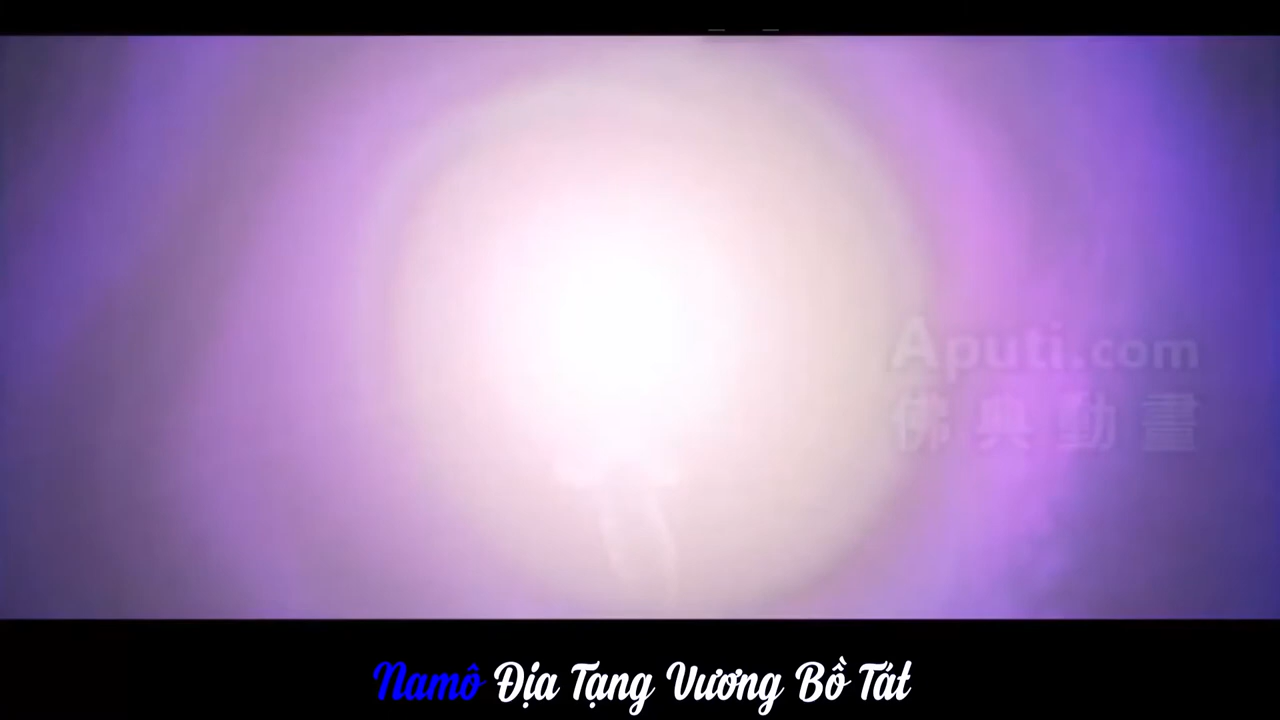 Aputi.com
佛典動畫
Namô Địa Tạng Vương Bồ Tát